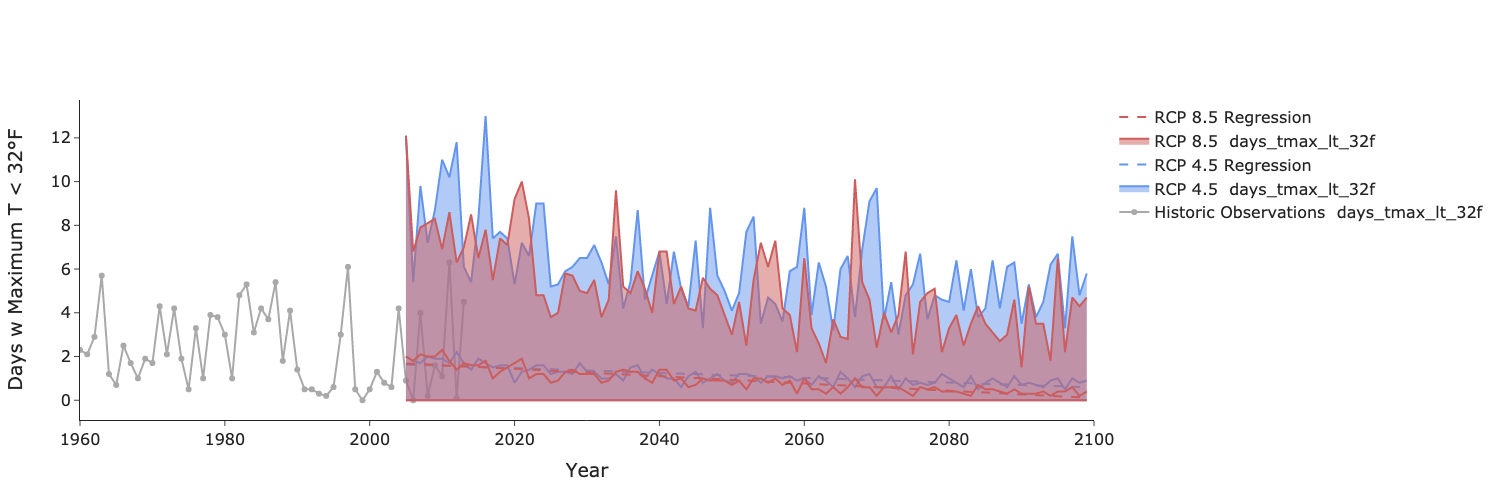 RCP 8.5 Regression
RCP 8.5 days_tmax_lt_32f
RCP 4.5 Regression
RCP 4.5 days_tmax_lt_32f
Historic Observations days_tmax_lt_32f
Days w Maximum T < 32°F
12
10
8
6
4
2
0
1960 1980 2000 2020 2040 2060 2080 2100
Year